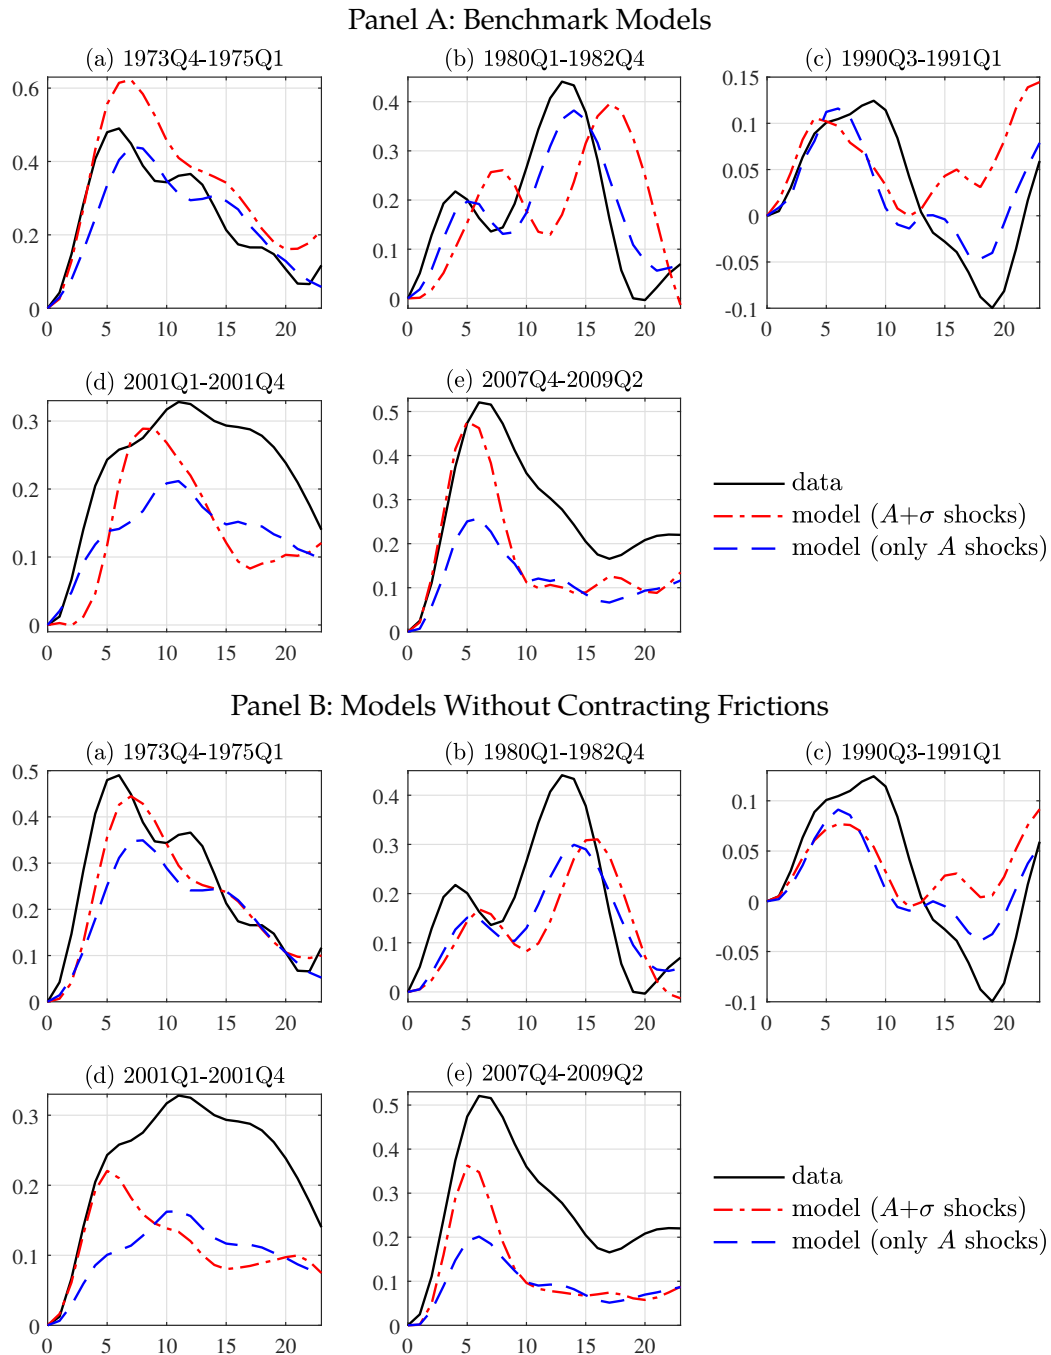 Panel A: Benchmark Models
(a) 1973Q4-1975Q1
(b) 1980Q1-1982Q4
(c) 1990Q3-1991Q1
0.6
0.4
0.2
0
0 5 10 15 20
0.4
0.3
0.2
0.1
0
0 5 10 15 20
0.15
0.1
0.05
0
-0.05
-0.1
0 5 10 15 20
(d) 2001Q1-2001Q4
(e) 2007Q4-2009Q2
0.3
0.2
0.1
0
0 5 10 15 20
0.5
0.4
0.3
0.2
0.1
0
0 5 10 15 20
data
model (A+σ shocks)
model (only A shocks)
Panel B: Models Without Contracting Frictions
(a) 1973Q4-1975Q1
(b) 1980Q1-1982Q4
(c) 1990Q3-1991Q1
0.5
0.4
0.3
0.2
0.1
0
0 5 10 15 20
0.4
0.3
0.2
0.1
0
0 5 10 15 20
0.1
0.05
0
-0.05
-0.1
0 5 10 15 20
(d) 2001Q1-2001Q4
(e) 2007Q4-2009Q2
0.3
0.2
0.1
0
0 5 10 15 20
0.5
0.4
0.3
0.2
0.1
0
0 5 10 15 20
data
model (A+σ shocks)
model (only A shocks)